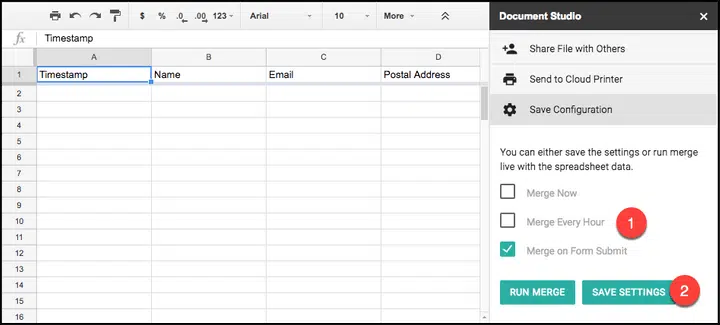 $ % .0 .00 123 Arial 10 More
Document Studio
fx Timestamp
Share File with Others
A B C D
1 Timestamp Name Email Postal Address
Send to Cloud Printer
2
3
Save Configuration
4
5
6
You can either save the settings or run merge
7
live with the spreadsheet data.
8
Merge Now
9
10
Merge Every Hour 1
11
12
Merge on Form Submit
13
14
RUN MERGE SAVE SETTINGS 2
15
16